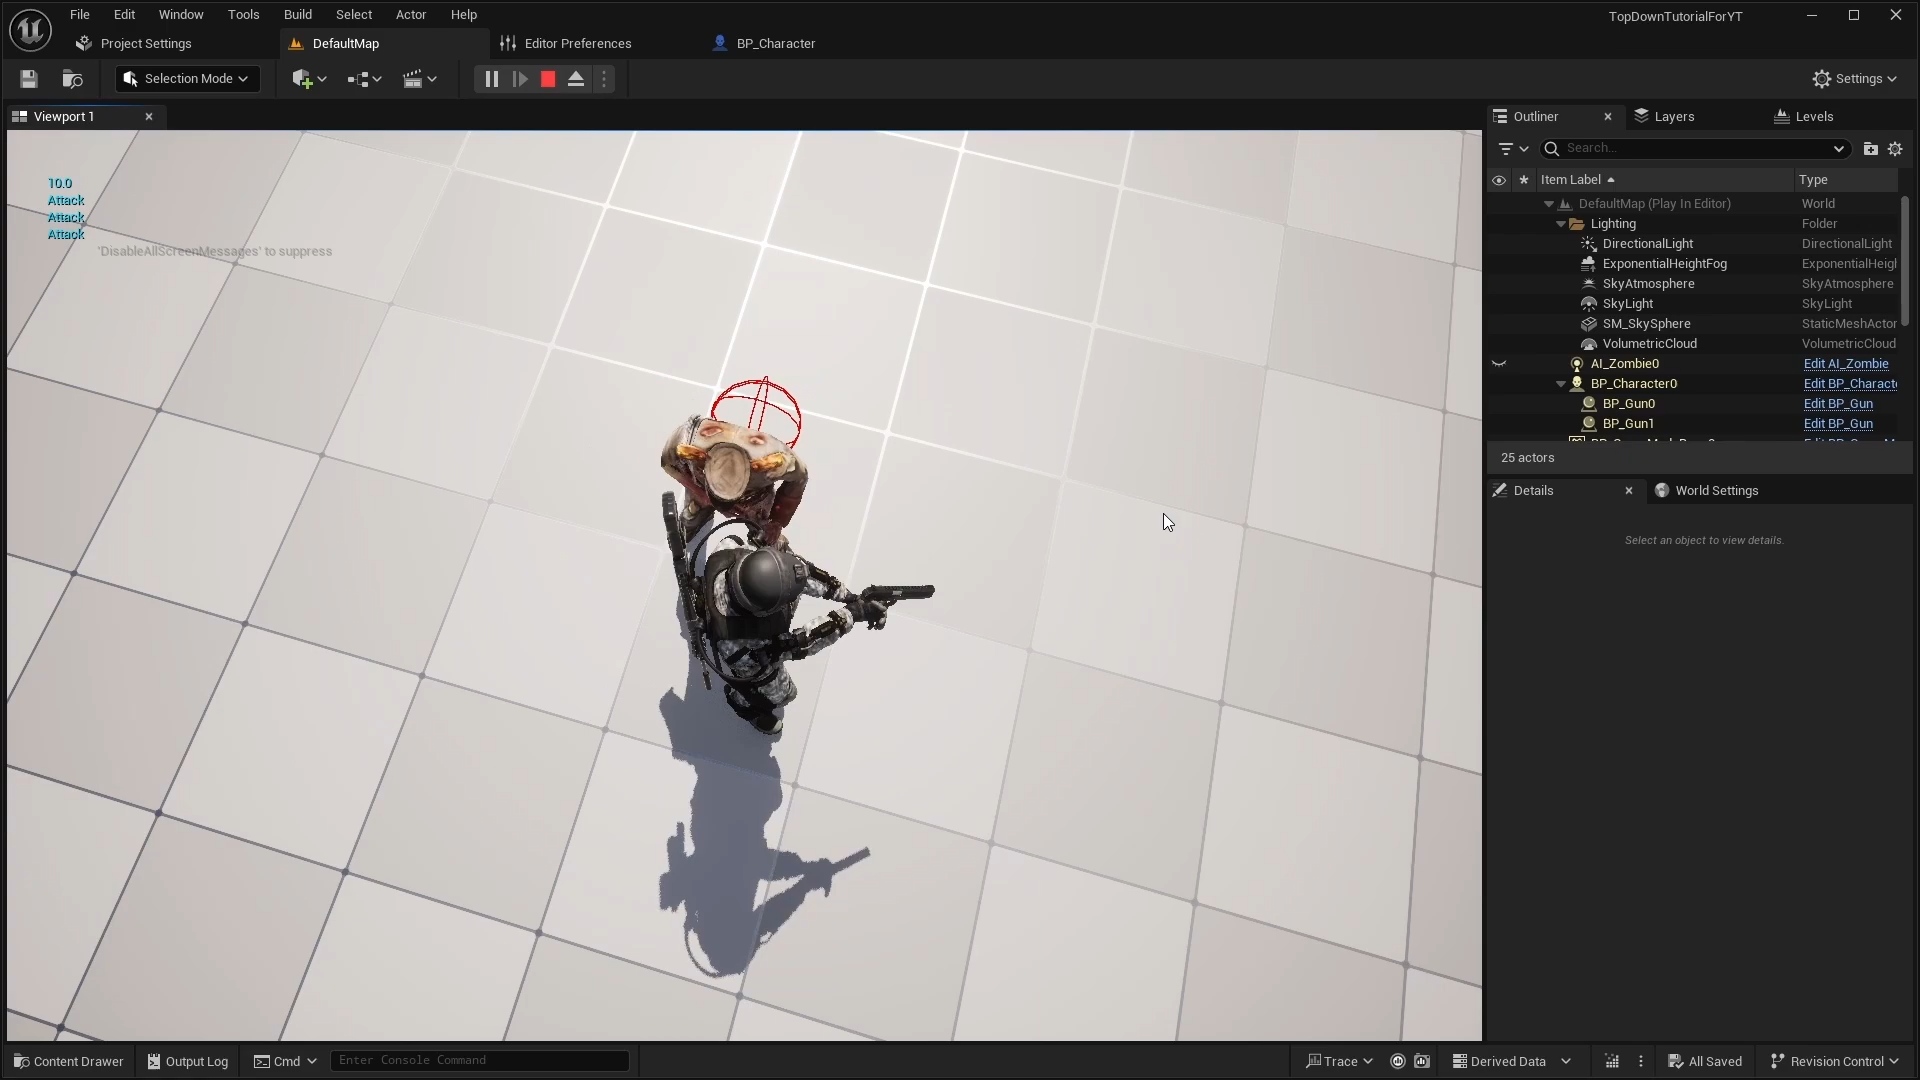 File Edit Window Tools Build Select Actor Help
TopDownTutorialForYT
Project Settings DefaultMap Editor Preferences BP_Character
Selection Mode
Settings
Viewport 1
Outliner Layers Levels
Search...
Item Label Type
DefaultMap (Play In Editor) World
Lighting Folder
DirectionalLight DirectionalLight
ExponentialHeightFog ExponentialHeigh
SkyAtmosphere SkyAtmosphere
SkyLight SkyLight
SM_SkySphere StaticMeshActor
VolumetricCloud VolumetricCloud
AI_Zombie0 Edit AI_Zombie
BP_Character0 Edit BP_Characte
BP_Gun0 Edit BP_Gun
BP_Gun1 Edit BP_Gun
25 actors
Details World Settings
Select an object to view details.
10.0
Attack
Attack
Attack
'DisableAllScreenMessages' to suppress
Content Drawer Output Log Cmd Enter Console Command Trace Derived Data All Saved Revision Control